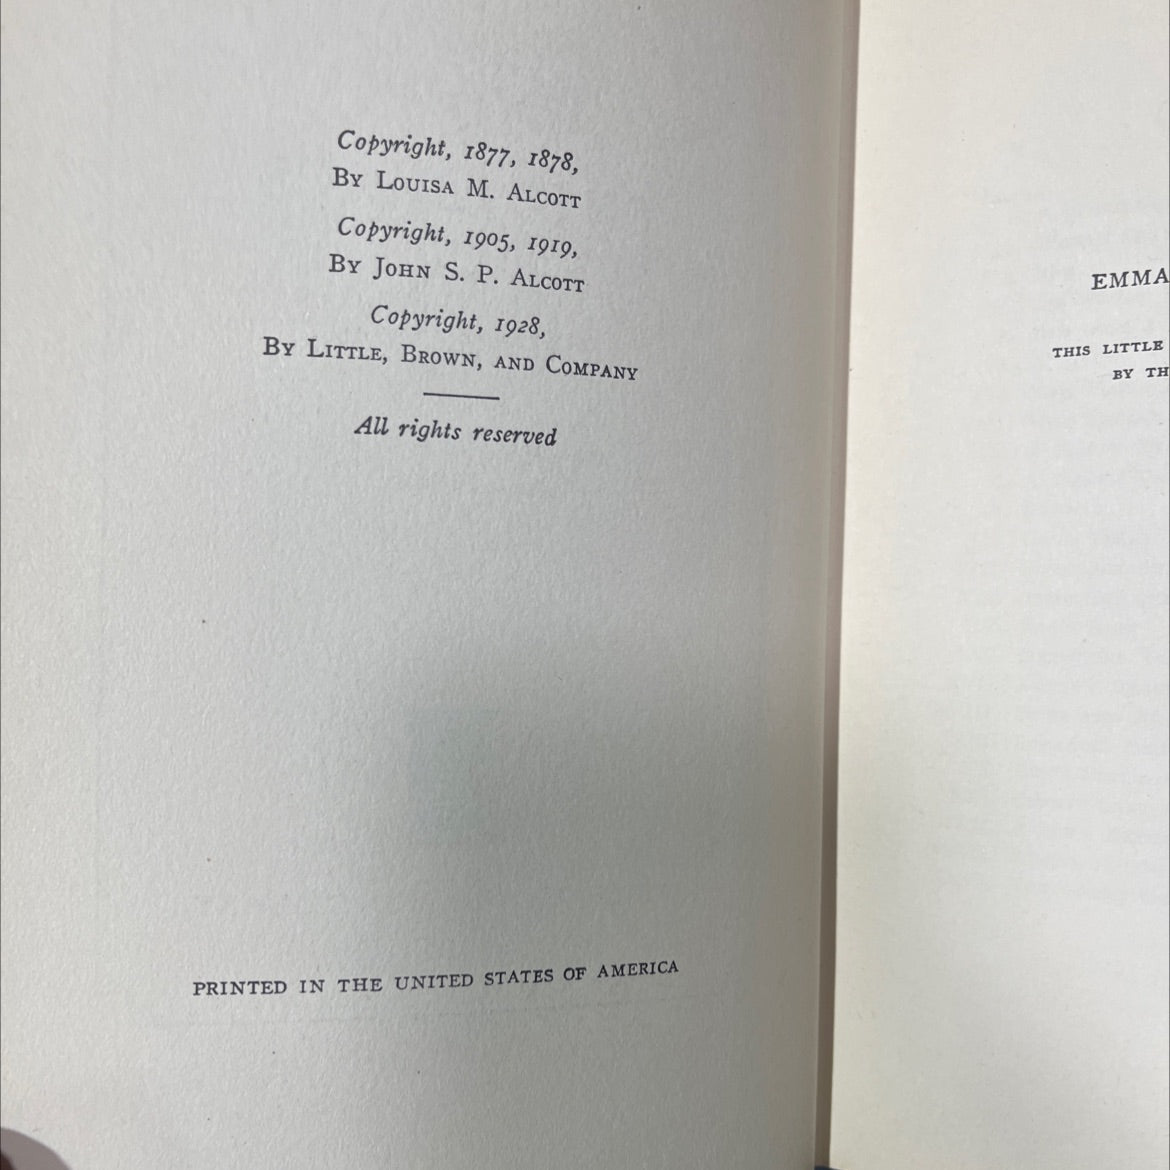 Copyright, 1877, 1878,
By Louisa M. Alcott
Copyright, 1905, 1919,
By John S. P. Alcott
Copyright, 1928,
By Little, Brown, and Company
All rights reserved
PRINTED IN THE UNITED STATES OF AMERICA
EMMA
THIS LITTLE
BY TH